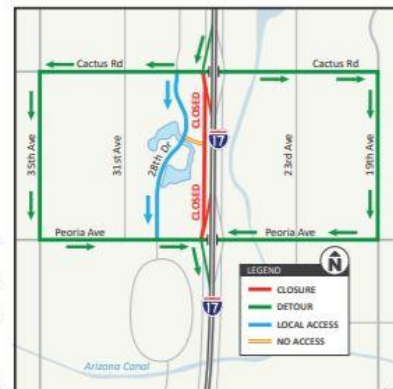 Cactus Rd
Cactus Rd
35th Ave
31st Ave
28th Dr
CLOSED
CLOSED
17
23rd Ave
19th Ave
Peoria Ave
Peoria Ave
N
LEGEND
CLOSURE
DETOUR
LOCAL ACCESS
NO ACCESS
17
Arizona Canal